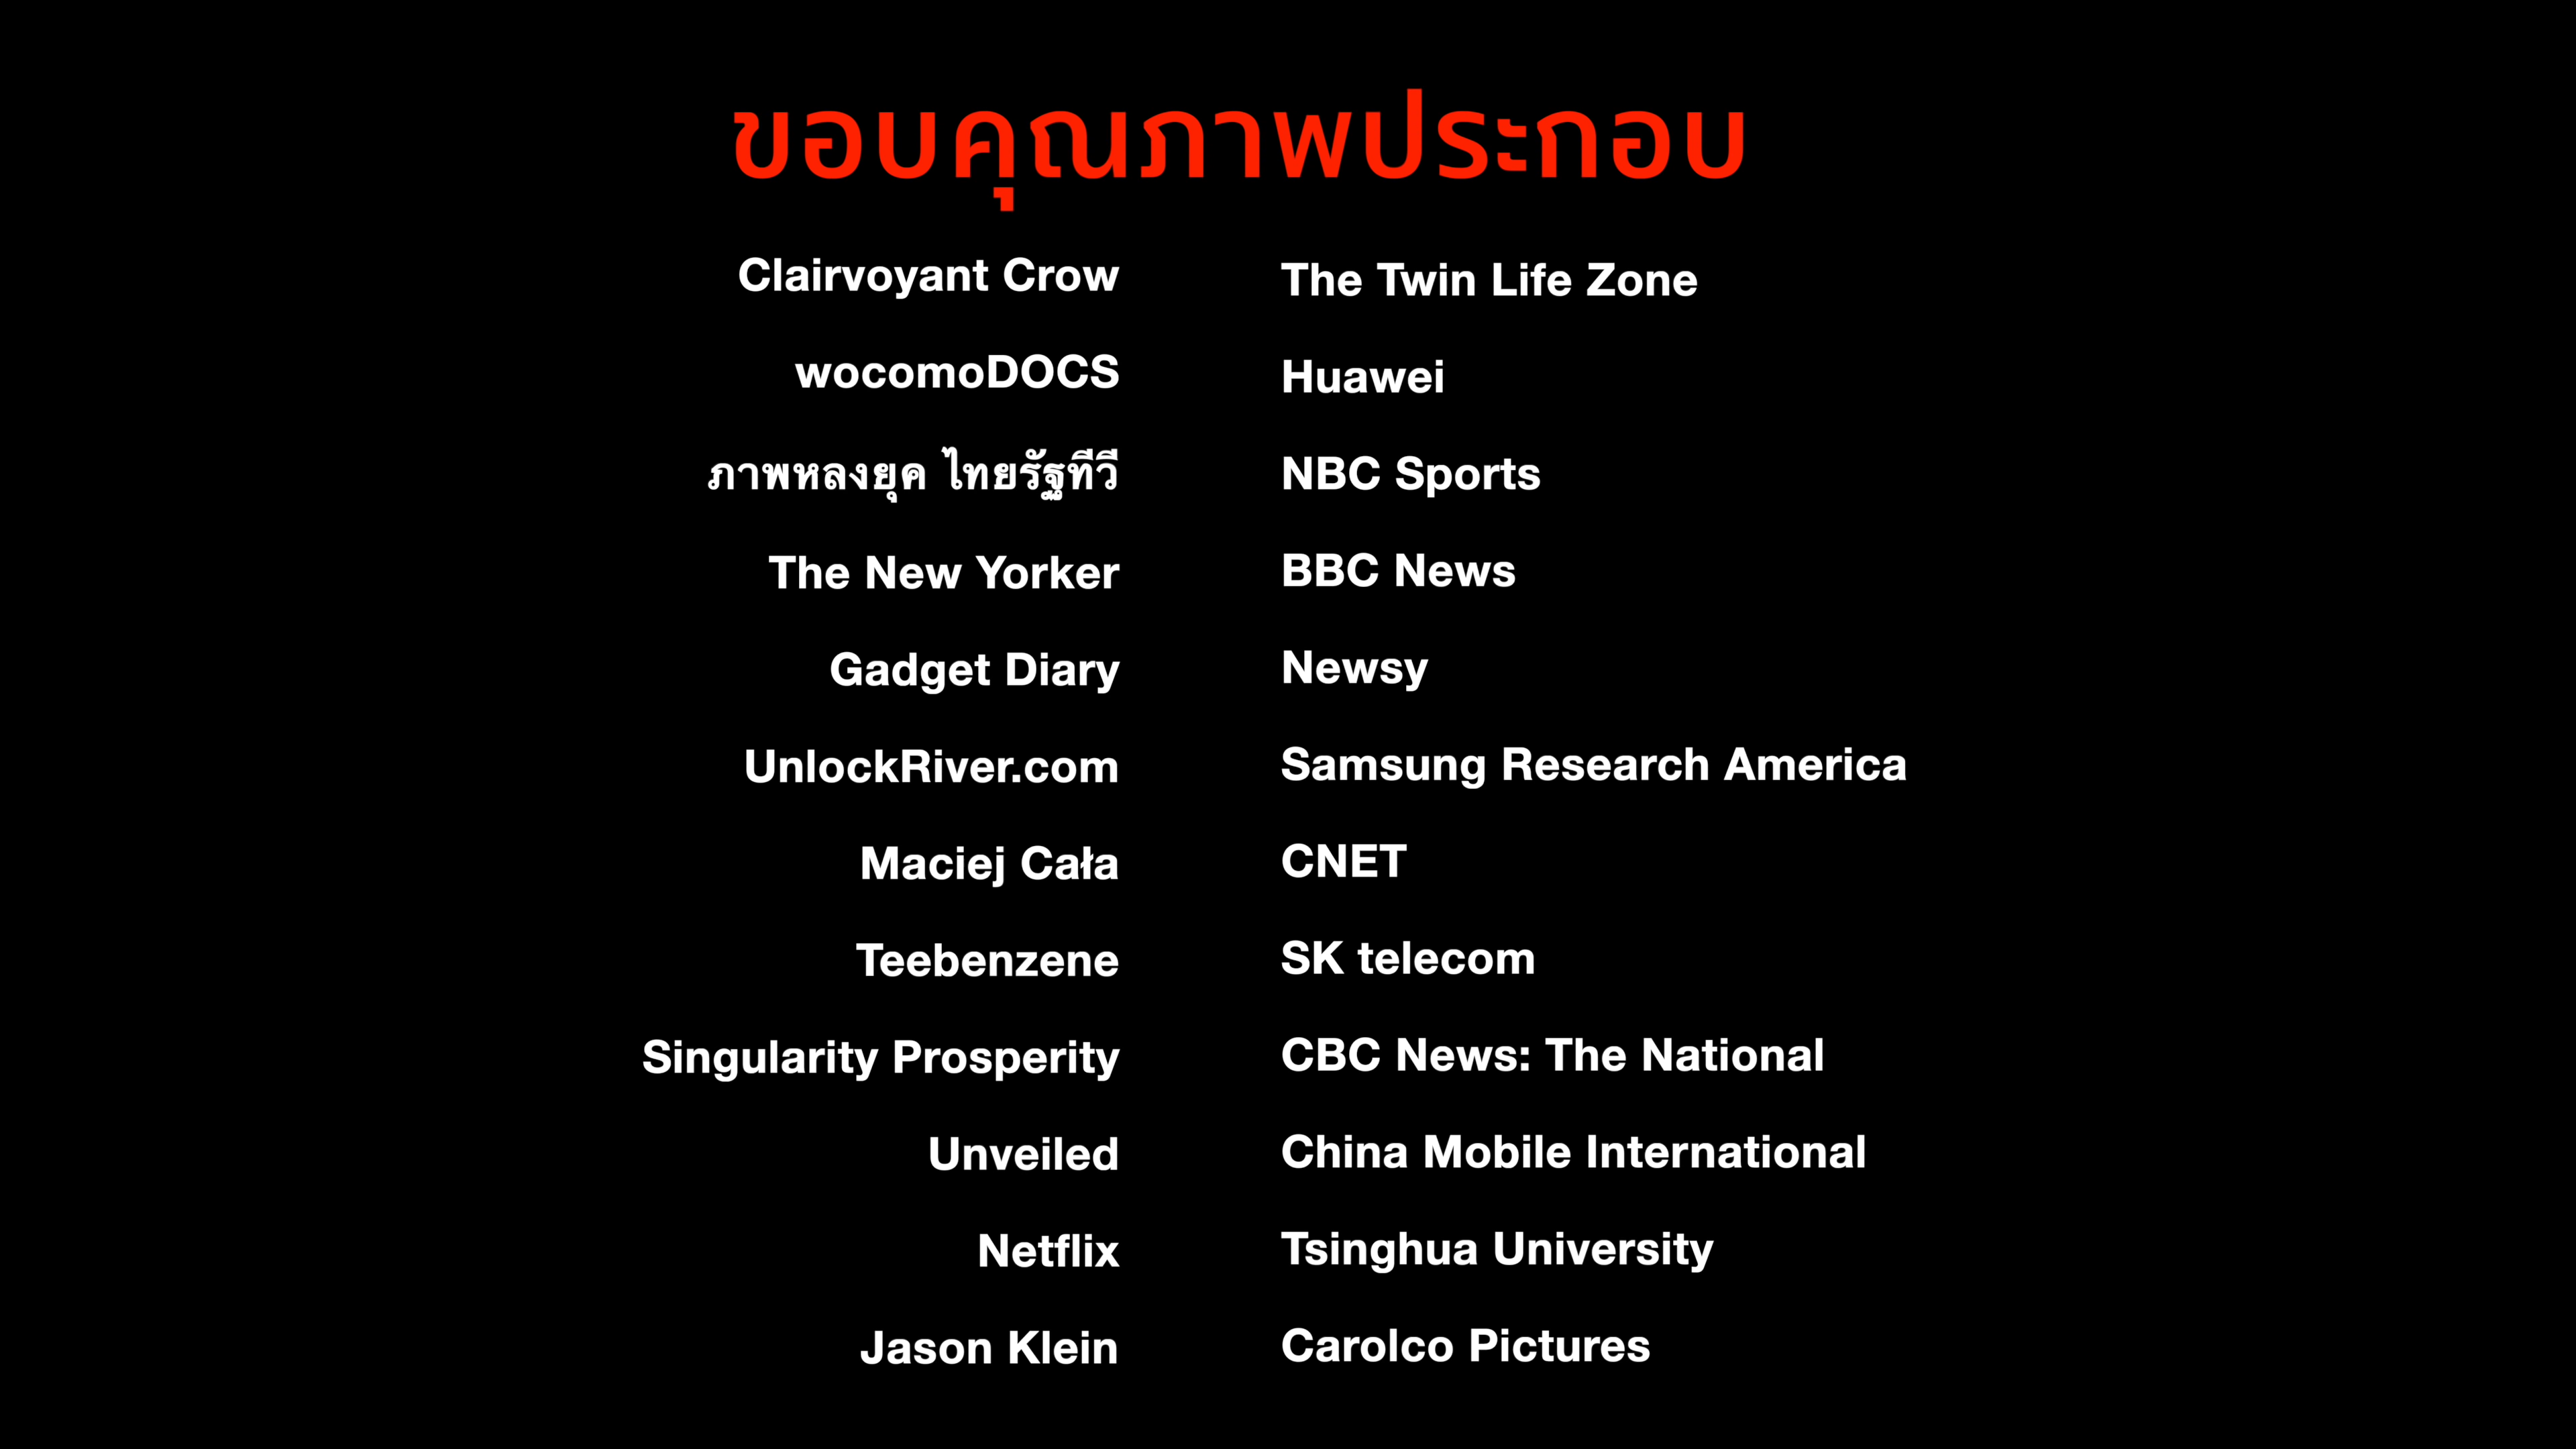 ขอบคุณภาพประกอบ
Clairvoyant Crow
wocomoDOCS
ภาพหลงยุค ไทยรัฐทีวี
The New Yorker
Gadget Diary
UnlockRiver.com
Maciej Cała
Teebenzene
Singularity Prosperity
Unveiled
Netflix
Jason Klein
The Twin Life Zone
Huawei
NBC Sports
BBC News
Newsy
Samsung Research America
CNET
SK telecom
CBC News: The National
China Mobile International
Tsinghua University
Carolco Pictures